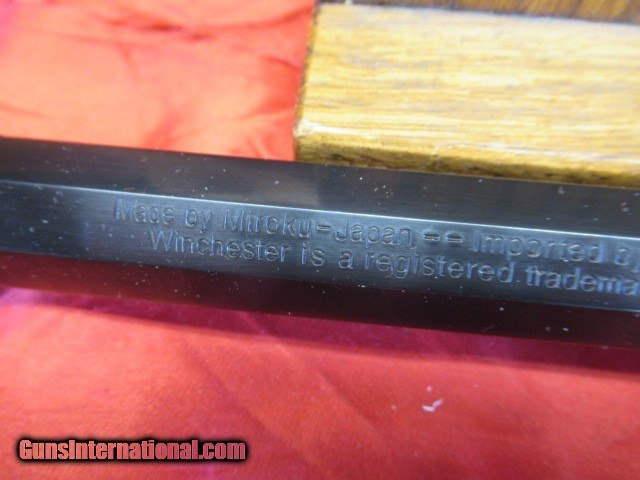 Made by Miroku-Japan -- Imported
Winchester is a registered tradema
GunsInternational.com